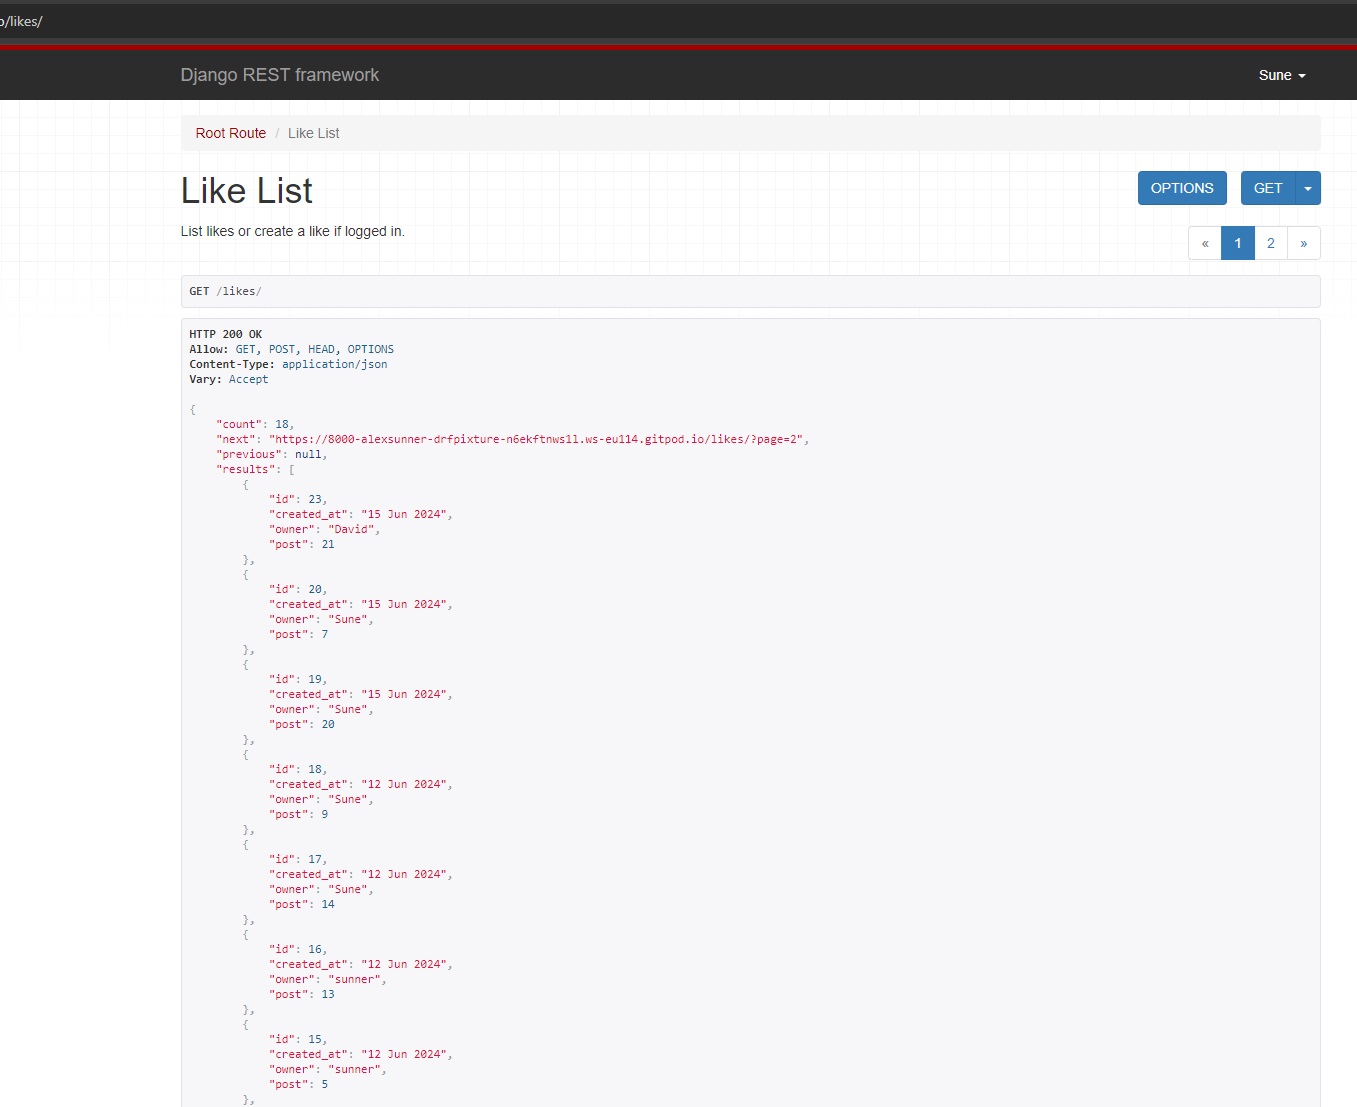 /likes/
Django REST framework
Sune
Root Route / Like List
Like List
OPTIONS GET
List likes or create a like if logged in.
« 1 2 »
GET /likes/
HTTP 200 OK
Allow: GET, POST, HEAD, OPTIONS
Content-Type: application/json
Vary: Accept
{
"count": 18,
"next": "https://8000-alexsunner-drfpixture-n6ekftnws11.ws-eu114.gitpod.io/likes/?page=2",
"previous": null,
"results": [
{
"id": 23,
"created_at": "15 Jun 2024",
"owner": "David",
"post": 21
},
{
"id": 20,
"created_at": "15 Jun 2024",
"owner": "Sune",
"post": 7
},
{
"id": 19,
"created_at": "15 Jun 2024",
"owner": "Sune",
"post": 20
},
{
"id": 18,
"created_at": "12 Jun 2024",
"owner": "Sune",
"post": 9
},
{
"id": 17,
"created_at": "12 Jun 2024",
"owner": "Sune",
"post": 14
},
{
"id": 16,
"created_at": "12 Jun 2024",
"owner": "sunner",
"post": 13
},
{
"id": 15,
"created_at": "12 Jun 2024",
"owner": "sunner",
"post": 5
},